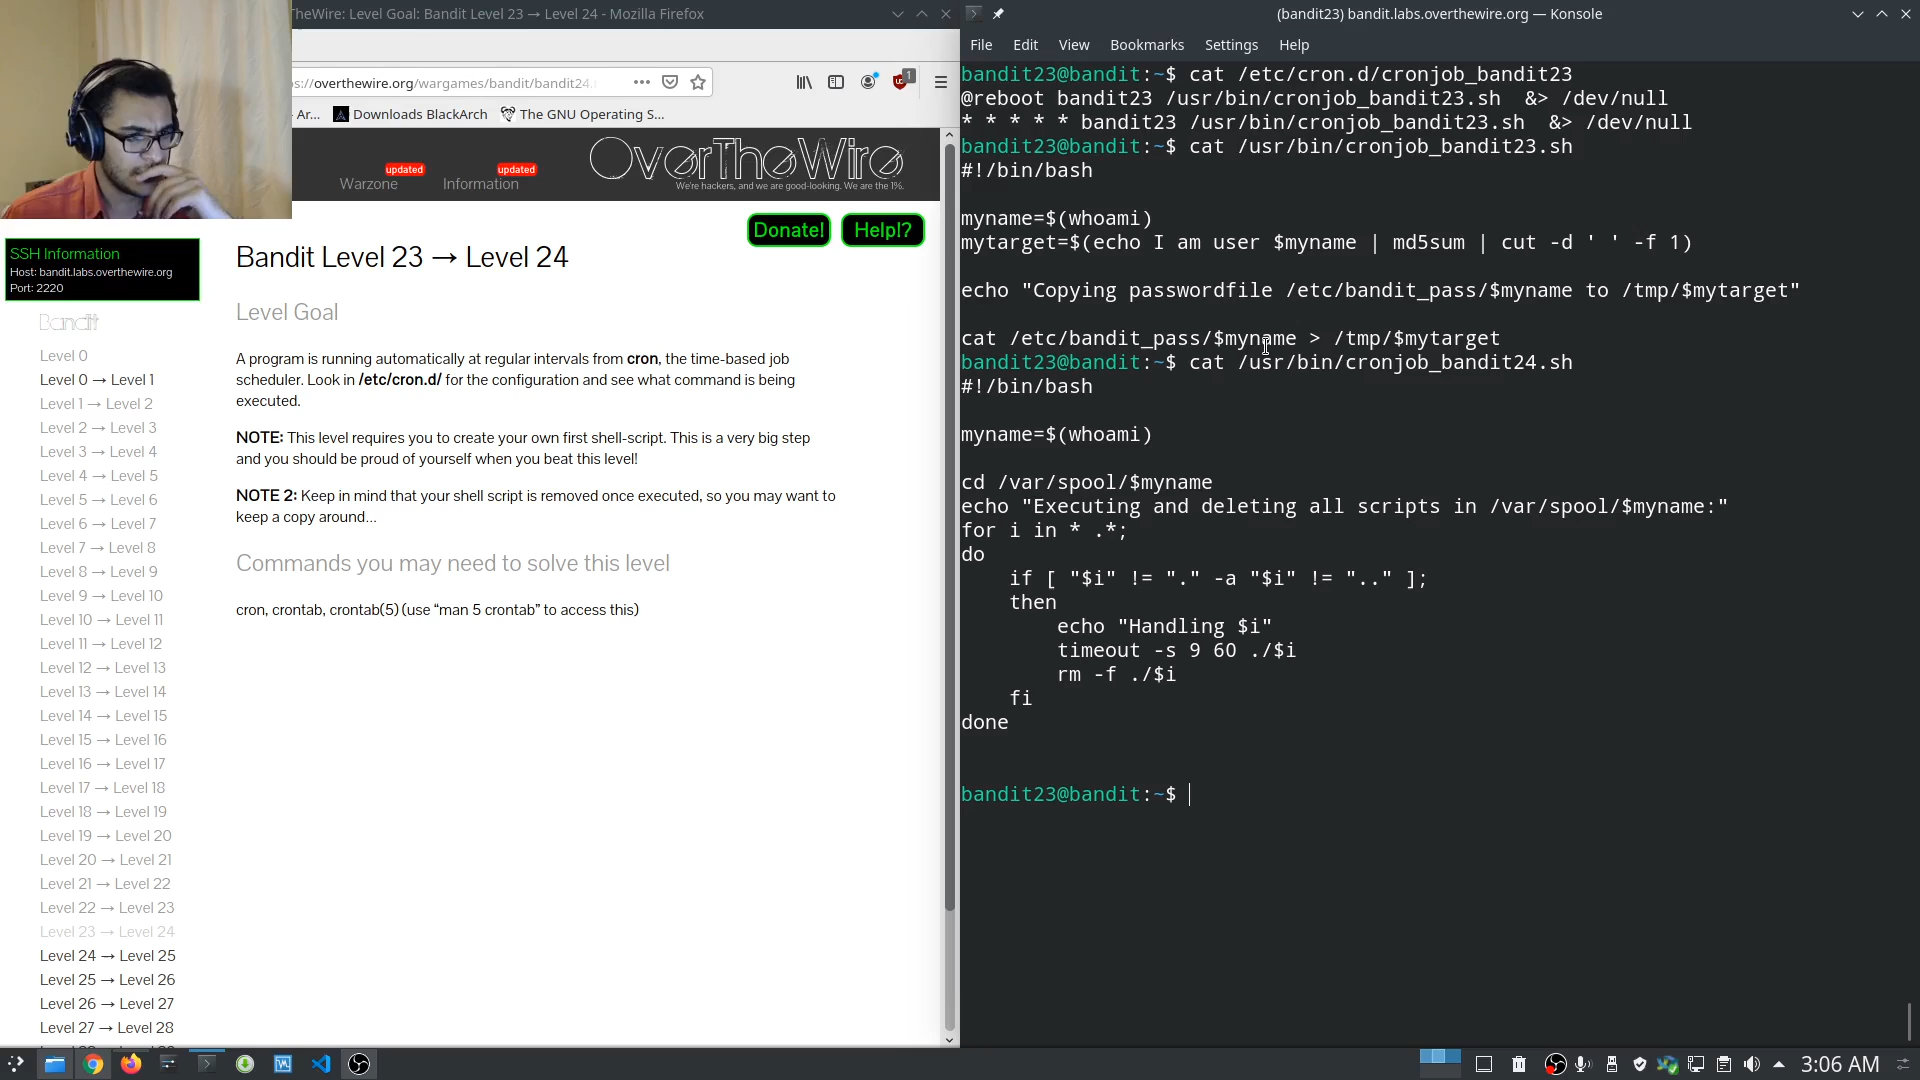 heWire: Level Goal: Bandit Level 23 → Level 24 - Mozilla Firefox
s://overthewire.org/wargames/bandit/bandit24.
1
Ar...
Downloads BlackArch
The GNU Operating S...
Warzone
updated
Information
updated
OverTheWire
We're hackers, and we are good-looking. We are the 1%.
Donate!
Help!?
SSH Information
Host: bandit.labs.overthewire.org
Port: 2220
Bandit
Level 0
Level 0 → Level 1
Level 1 → Level 2
Level 2 → Level 3
Level 3 → Level 4
Level 4 → Level 5
Level 5 → Level 6
Level 6 → Level 7
Level 7 → Level 8
Level 8 → Level 9
Level 9 → Level 10
Level 10 → Level 11
Level 11 → Level 12
Level 12 → Level 13
Level 13 → Level 14
Level 14 → Level 15
Level 15 → Level 16
Level 16 → Level 17
Level 17 → Level 18
Level 18 → Level 19
Level 19 → Level 20
Level 20 → Level 21
Level 21 → Level 22
Level 22 → Level 23
Level 23 → Level 24
Level 24 → Level 25
Level 25 → Level 26
Level 26 → Level 27
Level 27 → Level 28
Bandit Level 23 → Level 24
Level Goal
A program is running automatically at regular intervals from cron, the time-based job
scheduler. Look in /etc/cron.d/ for the configuration and see what command is being
executed.
NOTE: This level requires you to create your own first shell-script. This is a very big step
and you should be proud of yourself when you beat this level!
NOTE 2: Keep in mind that your shell script is removed once executed, so you may want to
keep a copy around...
Commands you may need to solve this level
cron, crontab, crontab(5) (use “man 5 crontab” to access this)
(bandit23) bandit.labs.overthewire.org — Konsole
File Edit View Bookmarks Settings Help
bandit23@bandit:~$ cat /etc/cron.d/cronjob_bandit23
@reboot bandit23 /usr/bin/cronjob_bandit23.sh  &> /dev/null
* * * * * bandit23 /usr/bin/cronjob_bandit23.sh  &> /dev/null
bandit23@bandit:~$ cat /usr/bin/cronjob_bandit23.sh
#!/bin/bash
myname=$(whoami)
mytarget=$(echo I am user $myname | md5sum | cut -d ' ' -f 1)
echo "Copying passwordfile /etc/bandit_pass/$myname to /tmp/$mytarget"
cat /etc/bandit_pass/$myname > /tmp/$mytarget
bandit23@bandit:~$ cat /usr/bin/cronjob_bandit24.sh
#!/bin/bash
myname=$(whoami)
cd /var/spool/$myname
echo "Executing and deleting all scripts in /var/spool/$myname:"
for i in * .*;
do
    if [ "$i" != "." -a "$i" != ".." ];
    then
        echo "Handling $i"
        timeout -s 9 60 ./$i
        rm -f ./$i
    fi
done
bandit23@bandit:~$
3:06 AM